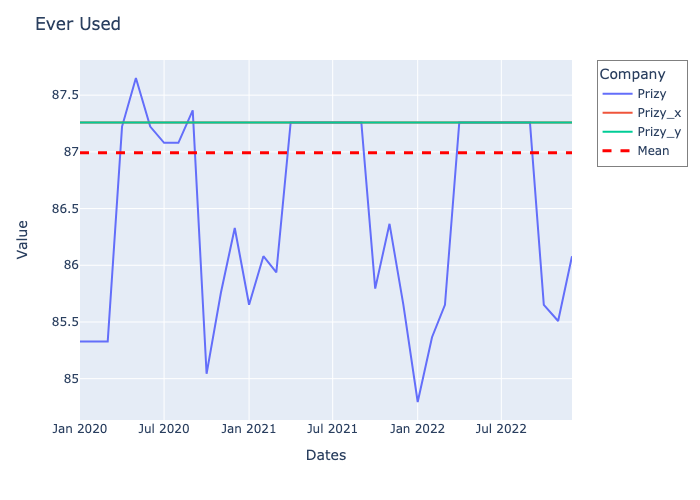 Ever Used
Company
Prizy
Prizy_x
Prizy_y
Mean
Value
87.5
87
86.5
86
85.5
85
Jan 2020
Jul 2020
Jan 2021
Jul 2021
Jan 2022
Jul 2022
Dates